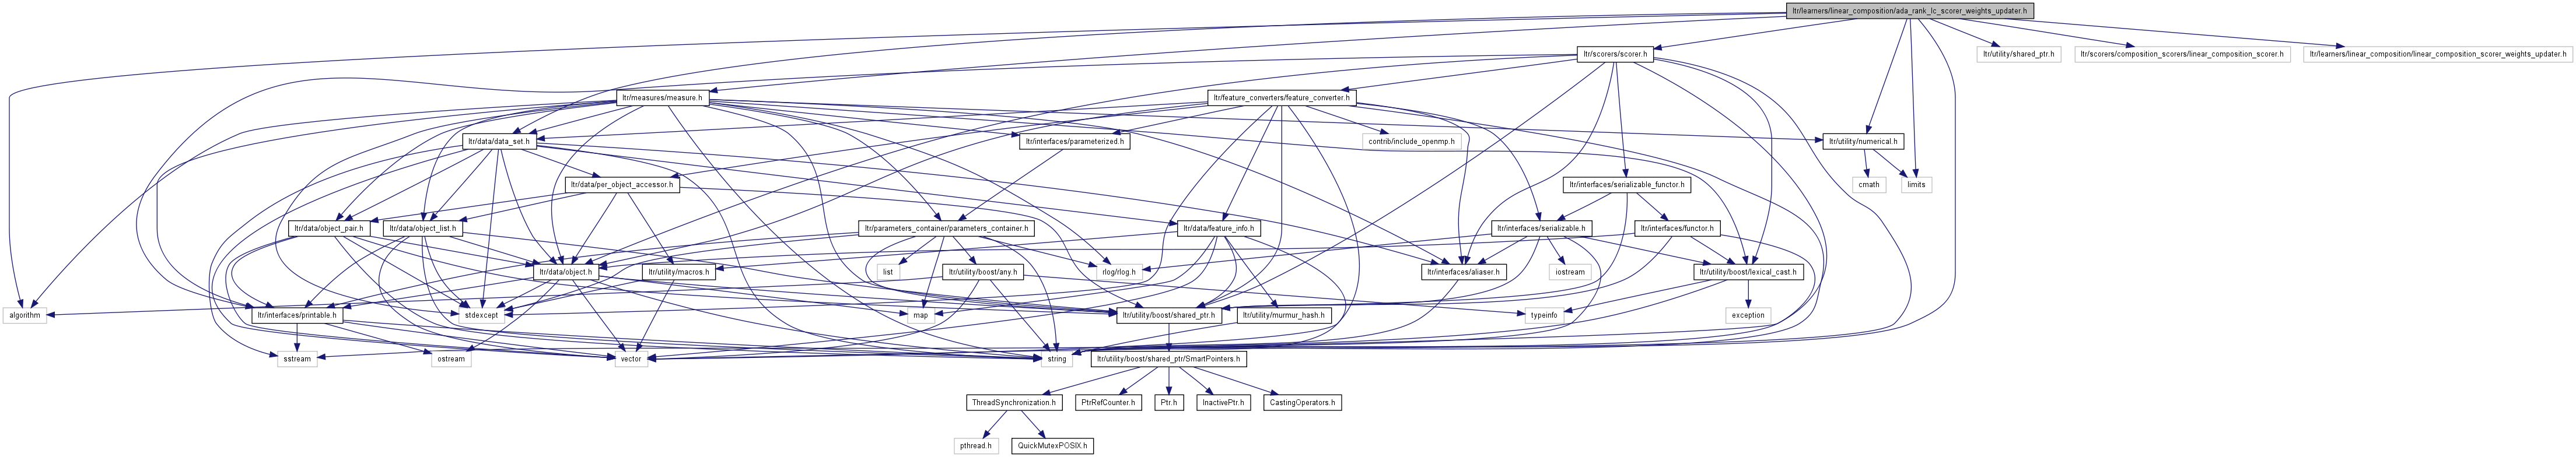 ltr/learners/linear_composition/ada_rank_lc_scorer_weights_updater.h
ltr/scorers/scorer.h
ltr/utility/shared_ptr.h
ltr/scorers/composition_scorers/linear_composition_scorer.h
ltr/learners/linear_composition/linear_composition_scorer_weights_updater.h
ltr/measures/measure.h
ltr/feature_converters/feature_converter.h
ltr/data/data_set.h
ltr/interfaces/parameterized.h
contrib/include_openmp.h
ltr/utility/numerical.h
ltr/data/per_object_accessor.h
ltr/interfaces/serializable_functor.h
cmath
limits
ltr/data/object_pair.h
ltr/data/object_list.h
ltr/parameters_container/parameters_container.h
ltr/data/feature_info.h
ltr/interfaces/serializable.h
ltr/interfaces/functor.h
ltr/data/object.h
ltr/utility/macros.h
list
ltr/utility/boost/any.h
rlog/rlog.h
ltr/interfaces/aliaser.h
iostream
ltr/utility/boost/lexical_cast.h
algorithm
ltr/interfaces/printable.h
stdexcept
map
ltr/utility/boost/shared_ptr.h
ltr/utility/murmur_hash.h
typeinfo
exception
sstream
ostream
vector
string
ltr/utility/boost/shared_ptr/SmartPointers.h
ThreadSynchronization.h
PtrRefCounter.h
Ptr.h
InactivePtr.h
CastingOperators.h
pthread.h
QuickMutexPOSIX.h